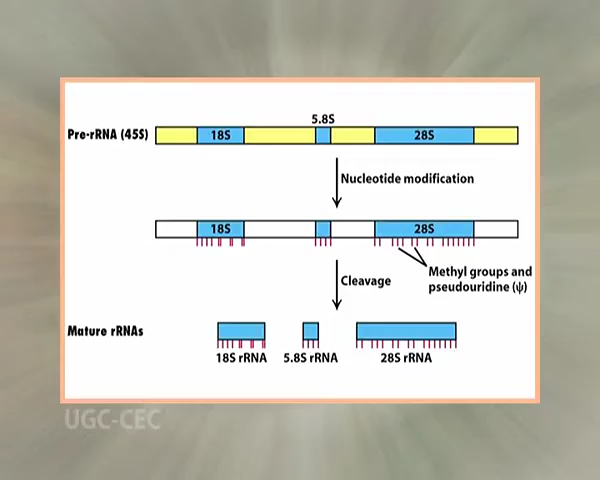 5.8S
Pre-rRNA (45S)
18S
28S
Nucleotide modification
18S
28S
Methyl groups and
pseudouridine (ψ)
Cleavage
Mature rRNAs
18S rRNA
5.8S rRNA
28S rRNA
UGC-CEC